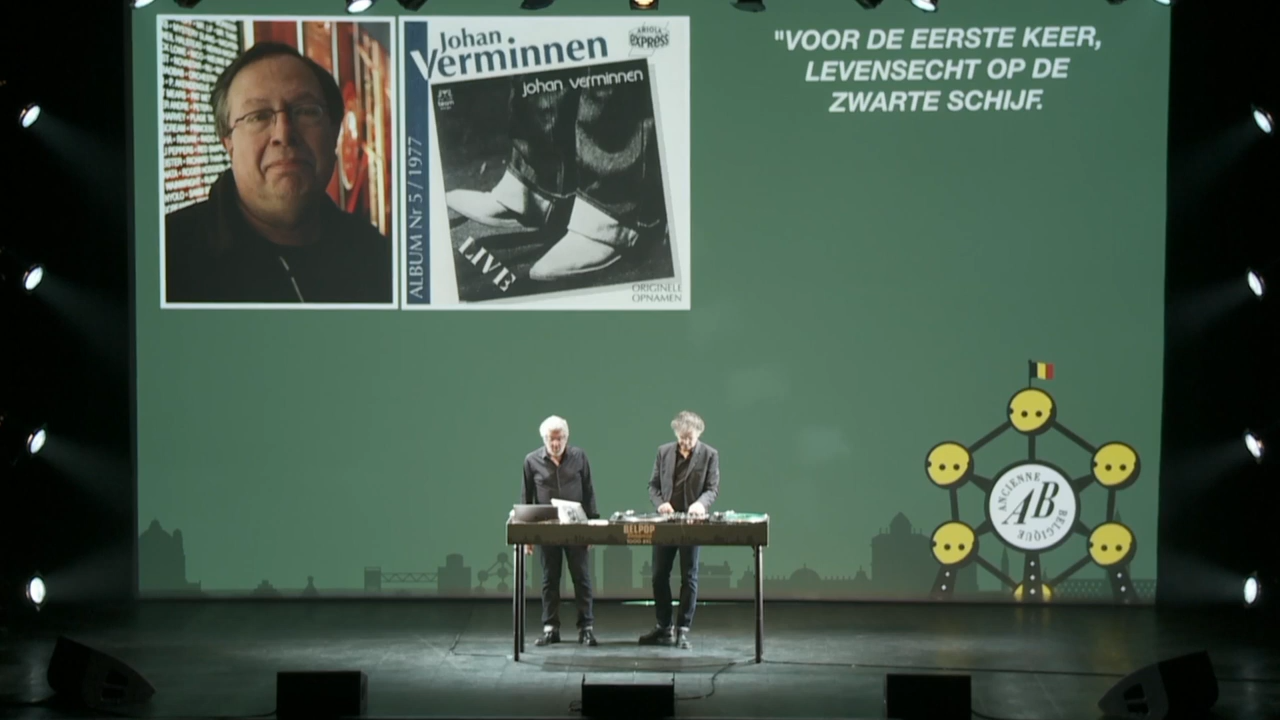 Johan
Verminnen
ARIOLA
EXPRESS
johan verminnen
LIVE
ALBUM Nr 5 / 1977
ORIGINELE
OPNAMEN
"VOOR DE EERSTE KEER,
LEVENSECHT OP DE
ZWARTE SCHIJF.
ANCIENNE
AB
BELGIQUE
BELPOP